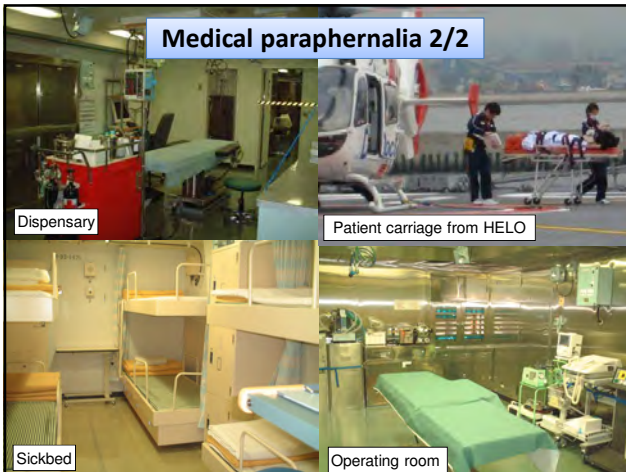 Medical paraphernalia 2/2
Dispensary
Patient carriage from HELO
Sickbed
Operating room